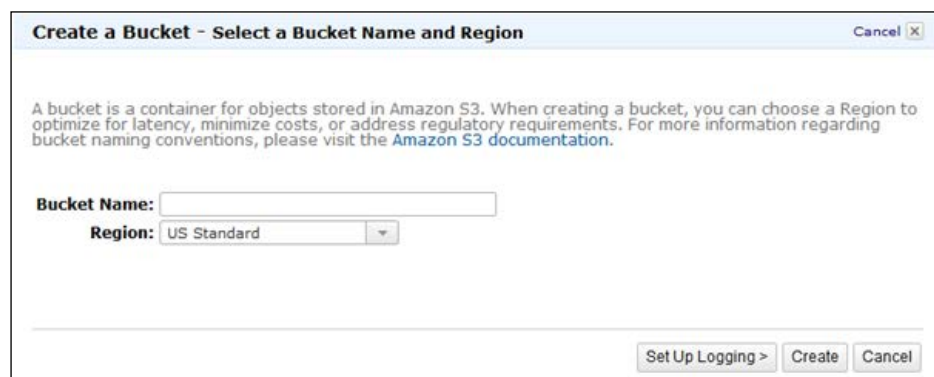 Create a Bucket - Select a Bucket Name and Region
Cancel
A bucket is a container for objects stored in Amazon S3. When creating a bucket, you can choose a Region to
optimize for latency, minimize costs, or address regulatory requirements. For more information regarding
bucket naming conventions, please visit the Amazon S3 documentation.
Bucket Name:
Region: US Standard
Set Up Logging > Create Cancel